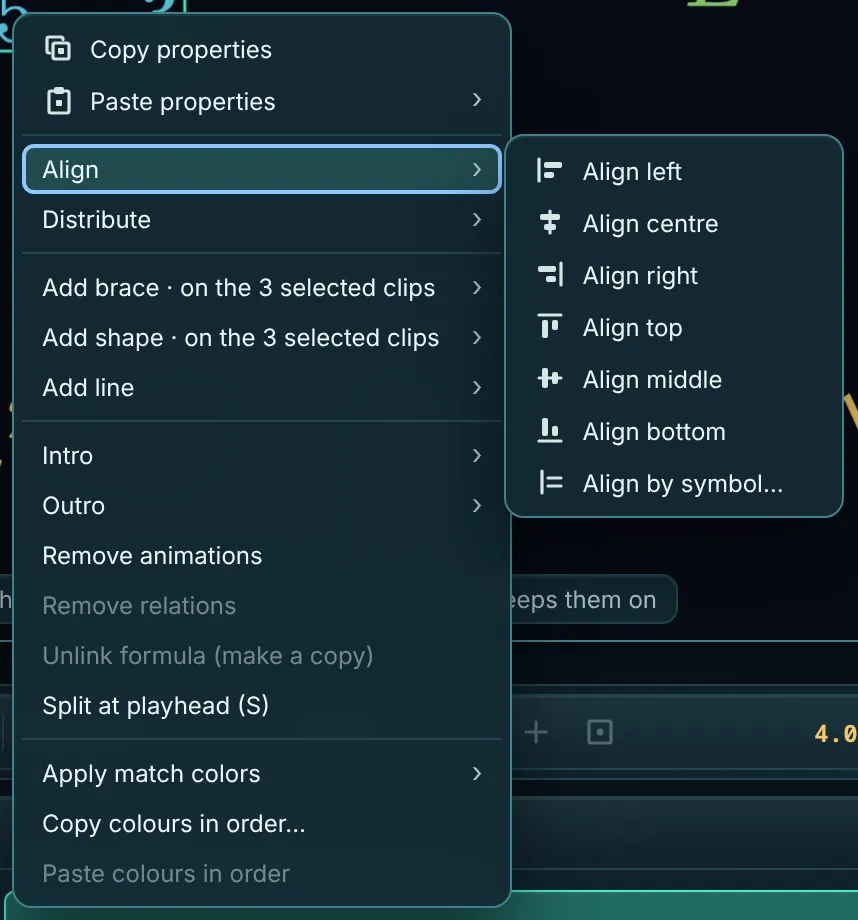 Copy properties
Paste properties
Align
Distribute
Add brace · on the 3 selected clips
Add shape · on the 3 selected clips
Add line
Intro
Outro
Remove animations
Remove relations
Unlink formula (make a copy)
Split at playhead (S)
Apply match colors
Copy colours in order...
Paste colours in order
Align left
Align centre
Align right
Align top
Align middle
Align bottom
Align by symbol...
them on
4.0